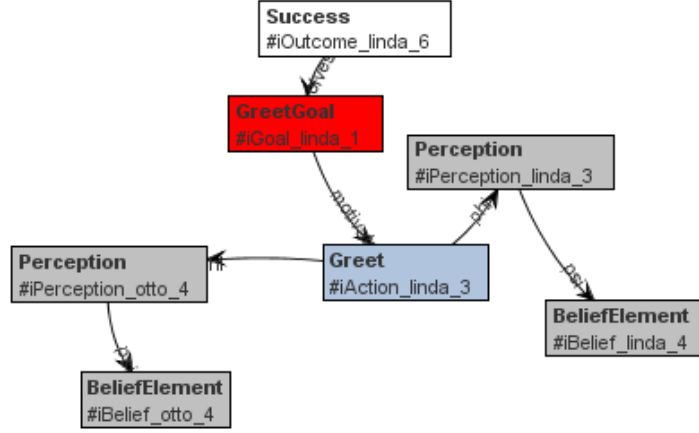 Success
#iOutcome_linda_6
GreetGoal
#iGoal_linda_1
Perception
#iPerception_linda_3
Greet
#iAction_linda_3
Perception
#iPerception_otto_4
BeliefElement
#iBelief_linda_4
BeliefElement
#iBelief_otto_4